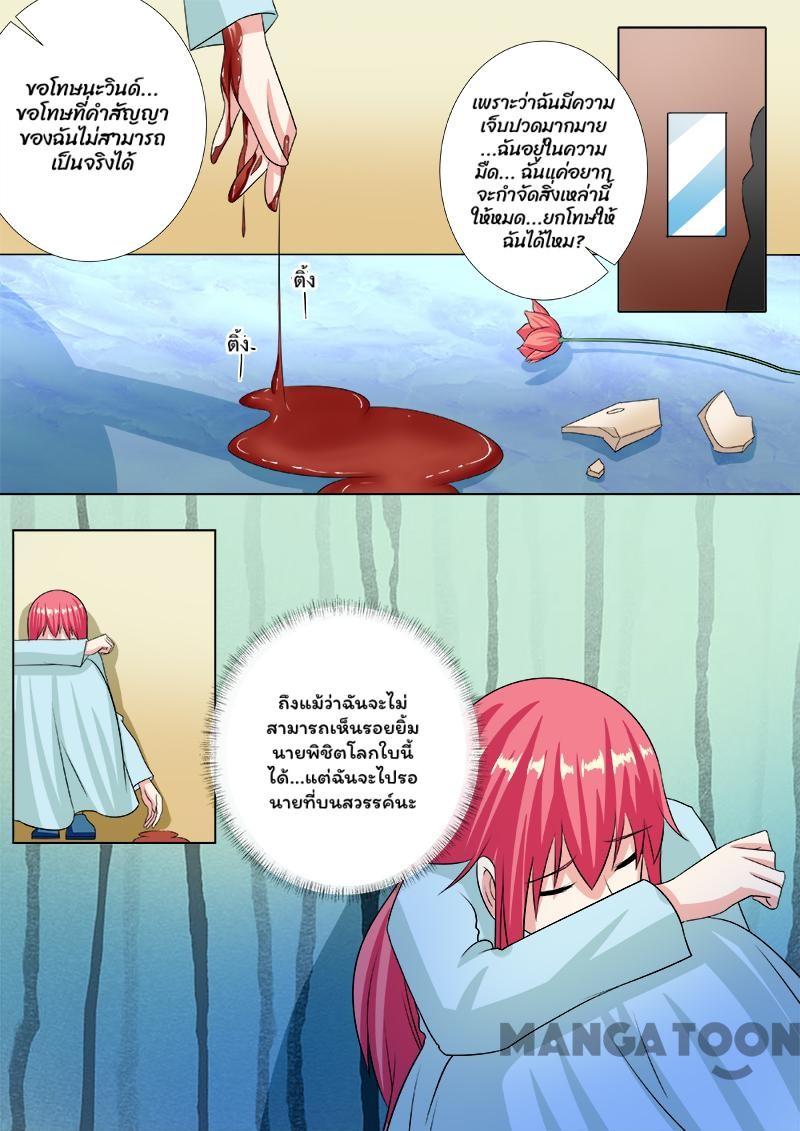 ขอโทษนะวินด์...
ขอโทษที่คำสัญญา
ของฉันไม่สามารถ
เป็นจริงได้
เพราะว่าฉันมีความ
เจ็บปวดมากมาย
...ฉันอยู่ในความ
มืด... ฉันแค่อยาก
จะกำจัดสิ่งเหล่านี้
ให้หมด...ยกโทษให้
ฉันได้ไหม?
ติ๋ง
ติ๋ง
ถึงแม้ว่าฉันจะไม่
สามารถเห็นรอยยิ้ม
นายพิชิตโลกใบนี้
ได้...แต่ฉันจะไปรอ
นายที่บนสวรรค์นะ
MANGATOON